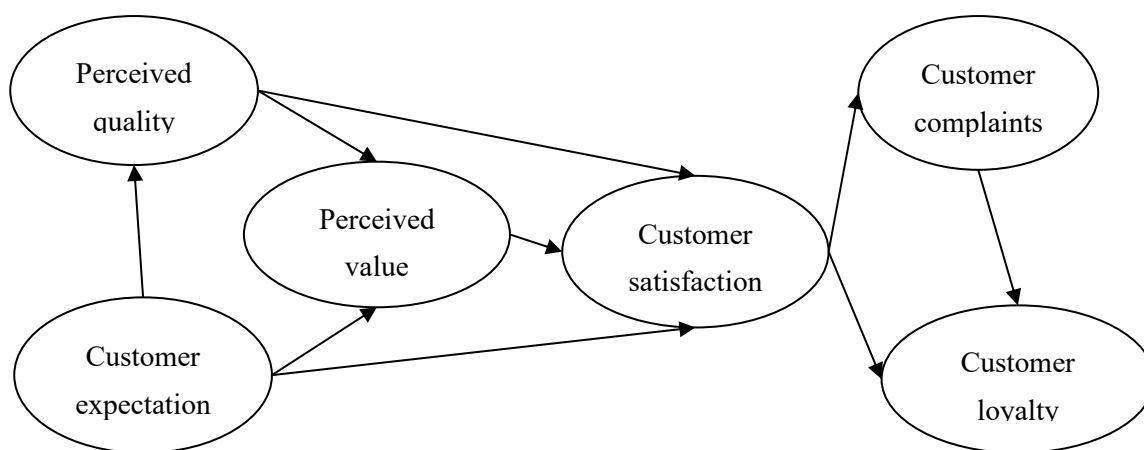 Perceived
quality
Customer
complaints
Perceived
value
Customer
satisfaction
Customer
expectation
Customer
loyalty